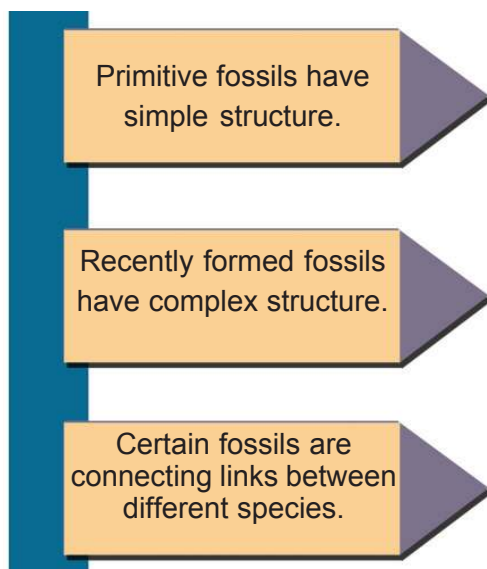 Primitive fossils have
simple structure.
Recently formed fossils
have complex structure.
Certain fossils are
connecting links between
different species.